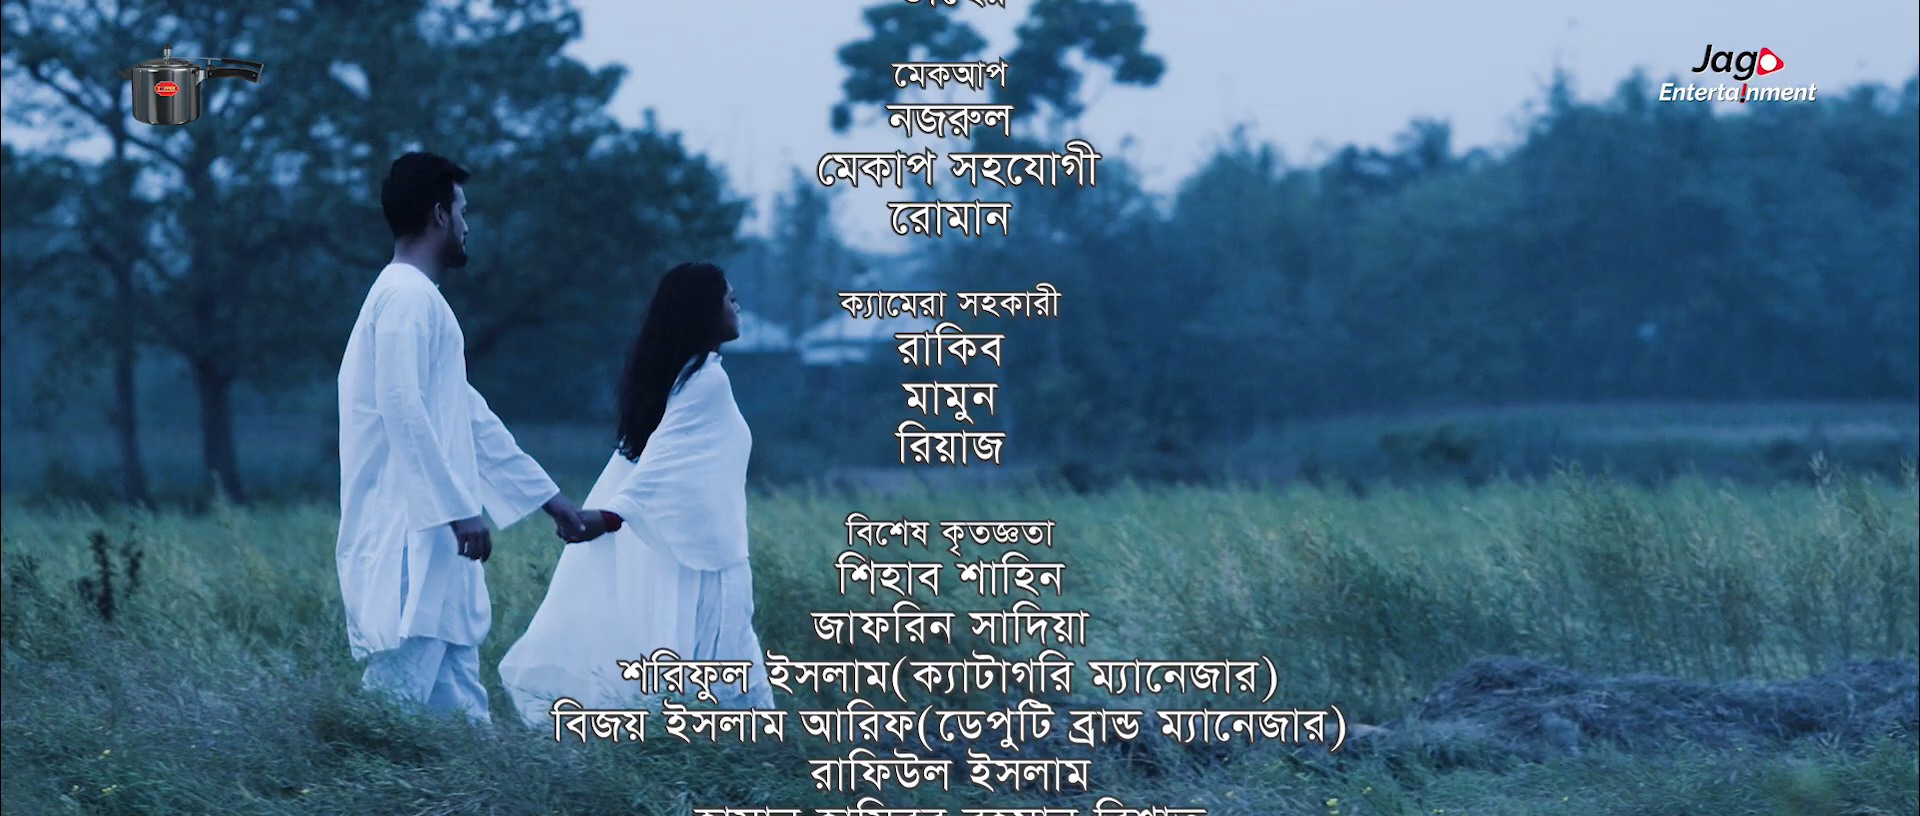 Jago
Entertainment
মেকআপ
নজরুল
মেকাপ সহযোগী
রোমান
ক্যামেরা সহকারী
রাকিব
মামুন
রিয়াজ
বিশেষ কৃতজ্ঞতা
শিহাব শাহিন
জাফরিন সাদিয়া
শরিফুল ইসলাম(ক্যাটাগরি ম্যানেজার)
বিজয় ইসলাম আরিফ(ডেপুটি ব্রান্ড ম্যানেজার)
রাফিউল ইসলাম